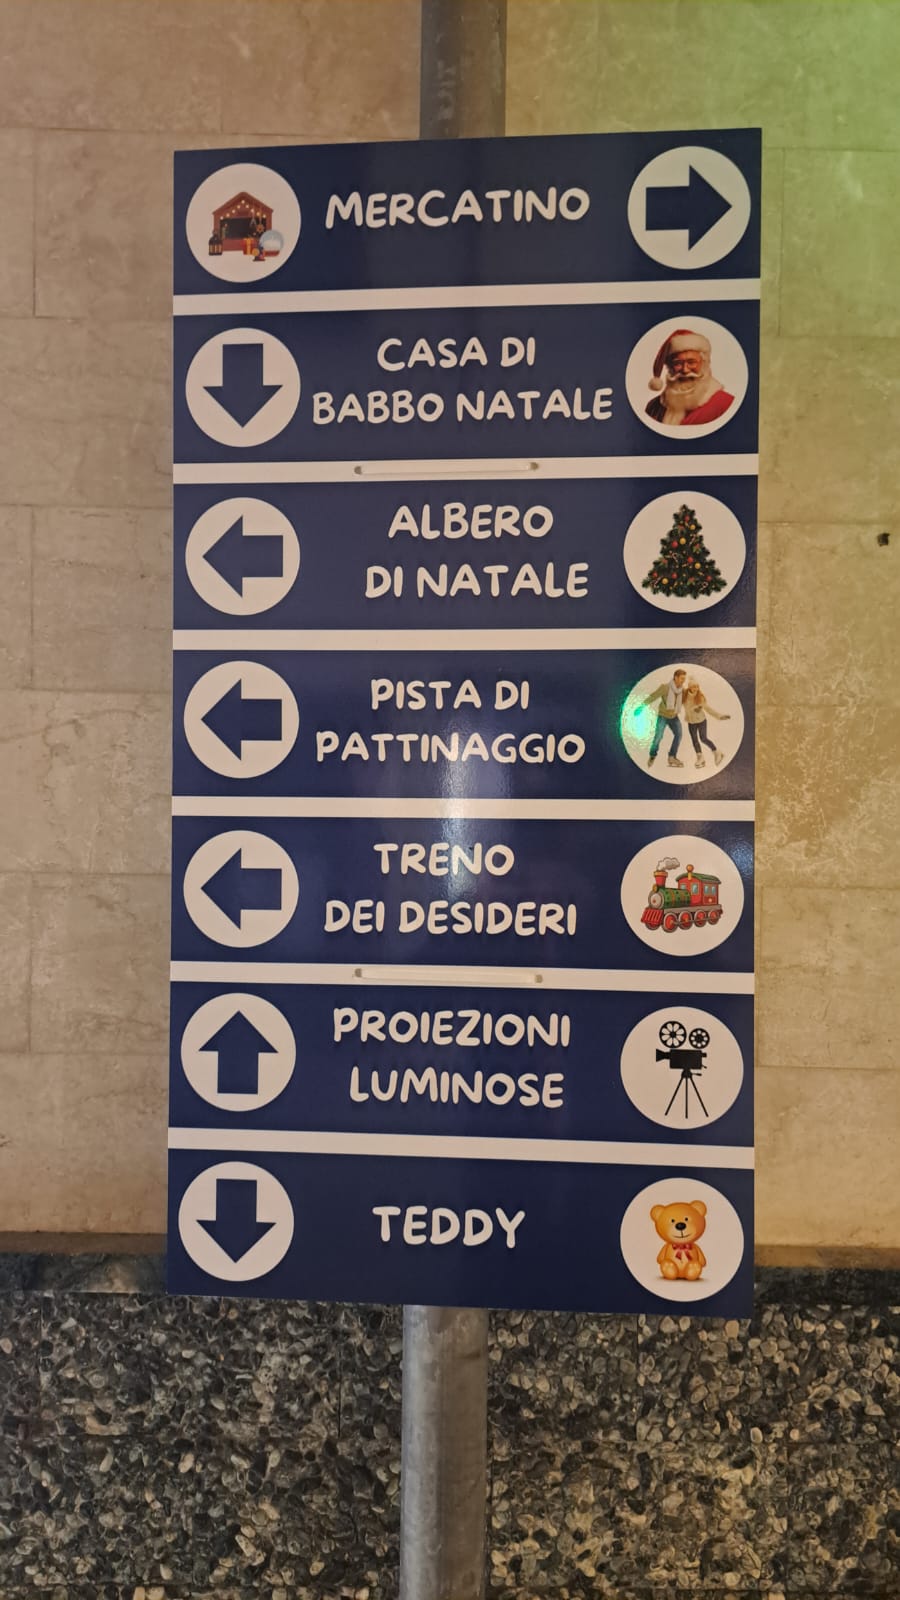 MERCATINO
CASA DI
BABBO NATALE
ALBERO
DI NATALE
PISTA DI
PATTINAGGIO
TRENO
DEI DESIDERI
PROIEZIONI
LUMINOSE
TEDDY